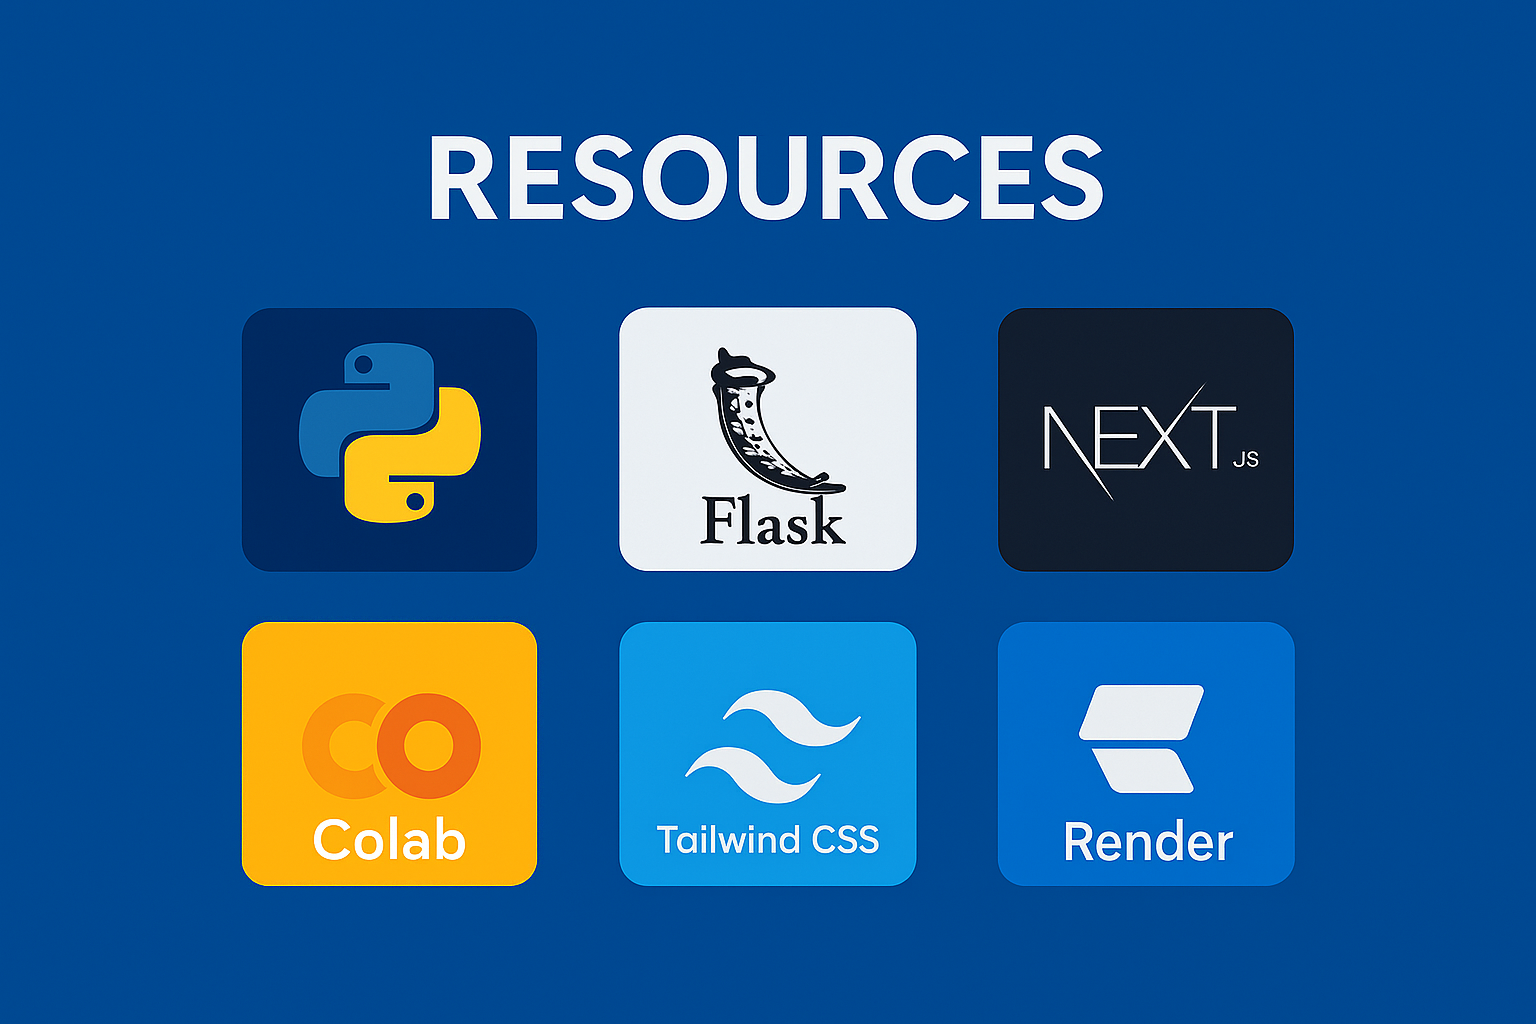 RESOURCES
Flask
NEXT.JS
Colab
Tailwind CSS
Render